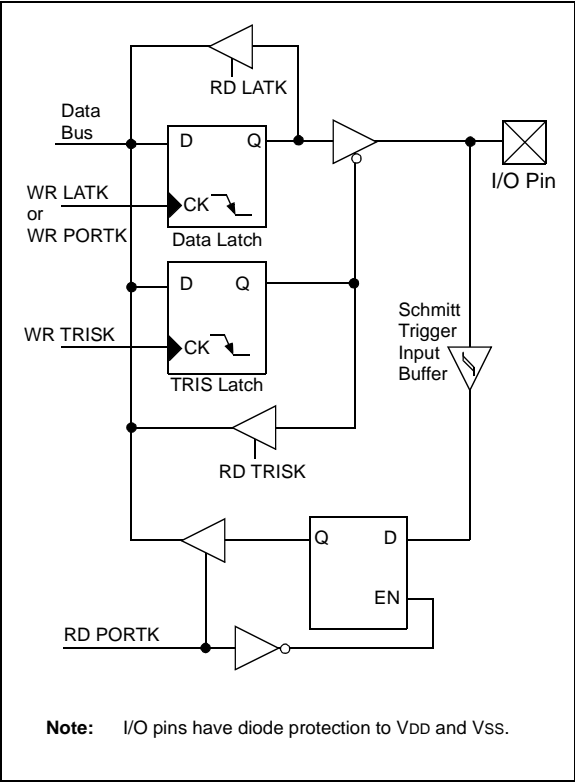 RD LATK
Data
Bus
D
Q
I/O Pin
WR LATK
or
WR PORTK
CK
Data Latch
D
Q
WR TRISK
CK
TRIS Latch
Schmitt
Trigger
Input
Buffer
RD TRISK
Q
D
EN
RD PORTK
Note: I/O pins have diode protection to VDD and VSS.